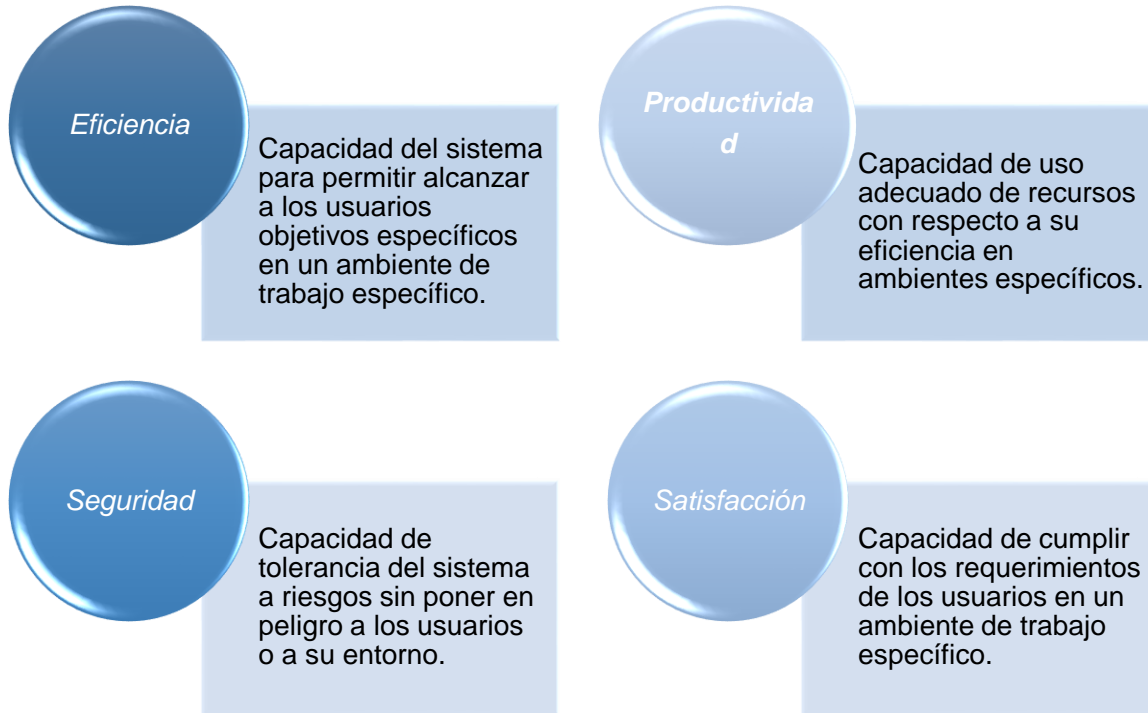 Eficiencia
Capacidad del sistema
para permitir alcanzar
a los usuarios
objetivos específicos
en un ambiente de
trabajo específico.
Productivida
d
Capacidad de uso
adecuado de recursos
con respecto a su
eficiencia en
ambientes específicos.
Seguridad
Capacidad de
tolerancia del sistema
a riesgos sin poner en
peligro a los usuarios
o a su entorno.
Satisfacción
Capacidad de cumplir
con los requerimientos
de los usuarios en un
ambiente de trabajo
específico.